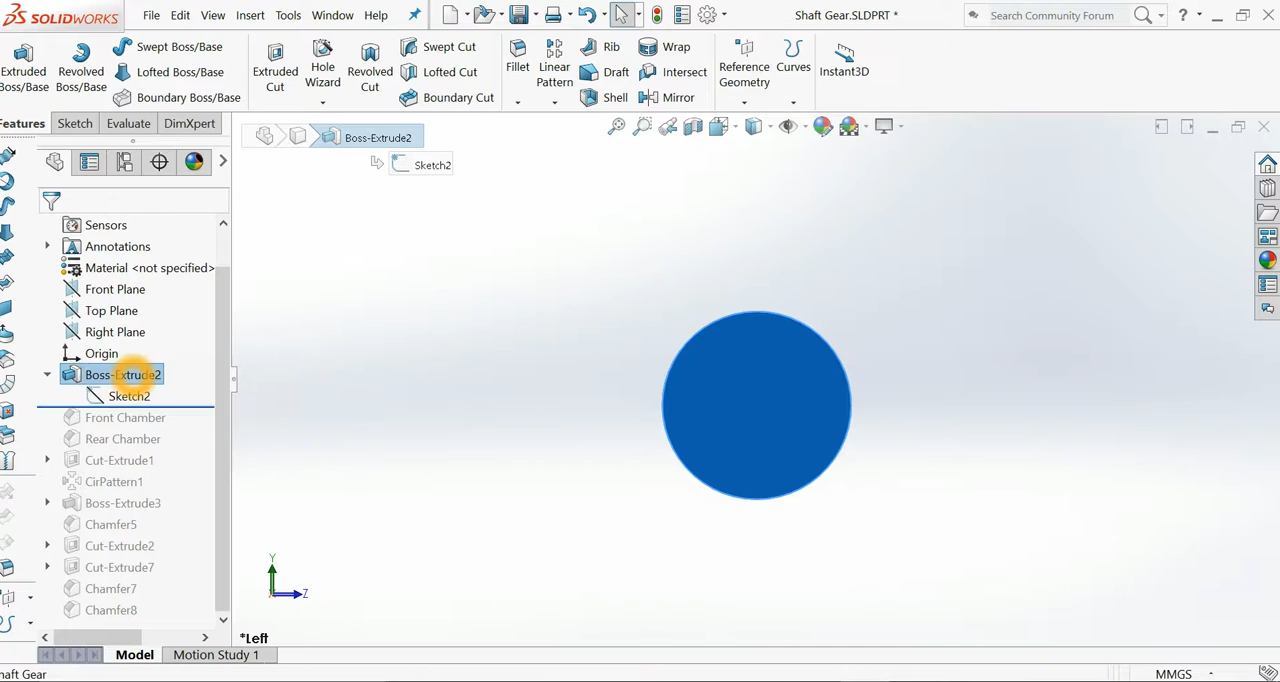 SOLIDWORKS File Edit View Insert Tools Window Help Shaft Gear.SLDPRT * Search Community Forum ?
Extruded Boss/Base
Revolved Boss/Base
Swept Boss/Base
Lofted Boss/Base
Boundary Boss/Base
Extruded Cut
Hole Wizard
Revolved Cut
Swept Cut
Lofted Cut
Boundary Cut
Fillet
Linear Pattern
Rib
Draft
Shell
Wrap
Intersect
Mirror
Reference Geometry
Curves
Instant3D
Features Sketch Evaluate DimXpert
Boss-Extrude2
Sketch2
Sensors
Annotations
Material <not specified>
Front Plane
Top Plane
Right Plane
Origin
Boss-Extrude2
Sketch2
Front Chamber
Rear Chamber
Cut-Extrude1
CirPattern1
Boss-Extrude3
Chamfer5
Cut-Extrude2
Cut-Extrude7
Chamfer7
Chamfer8
Y
Z
*Left
Model Motion Study 1
haft Gear MMGS